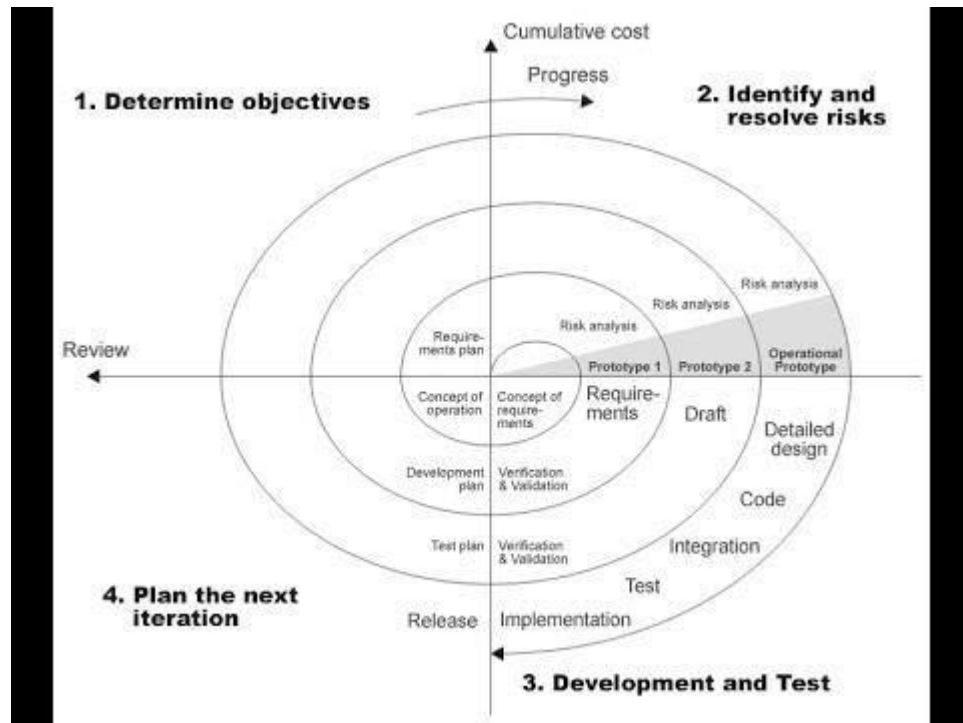 Cumulative cost
Progress
1. Determine objectives
2. Identify and
resolve risks
Risk analysis
Risk analysis
Risk analysis
Require-
ments plan
Review
Prototype 1
Prototype 2
Operational
Prototype
Concept of
operation
Concept of
require-
ments
Require-
ments
Draft
Detailed
design
Development
plan
Verification
& Validation
Code
Test plan
Verification
& Validation
Integration
Test
4. Plan the next
iteration
Release
Implementation
3. Development and Test